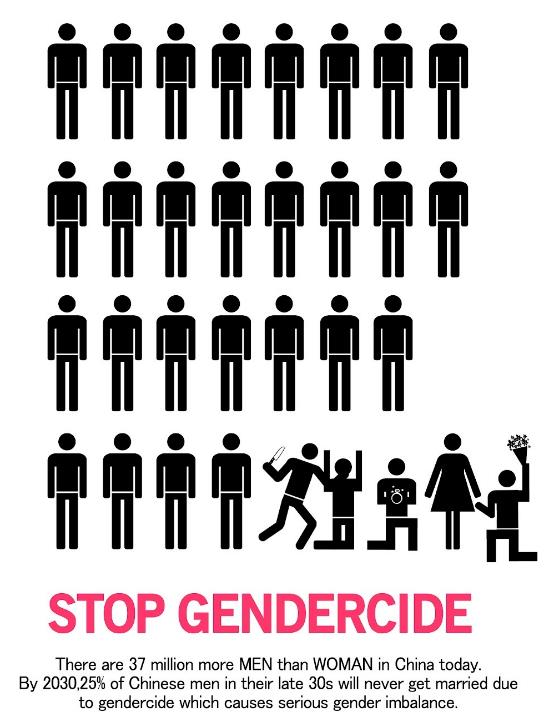 STOP GENDERCIDE
There are 37 million more MEN than WOMAN in China today.
By 2030,25% of Chinese men in their late 30s will never get married due
to gendercide which causes serious gender imbalance.